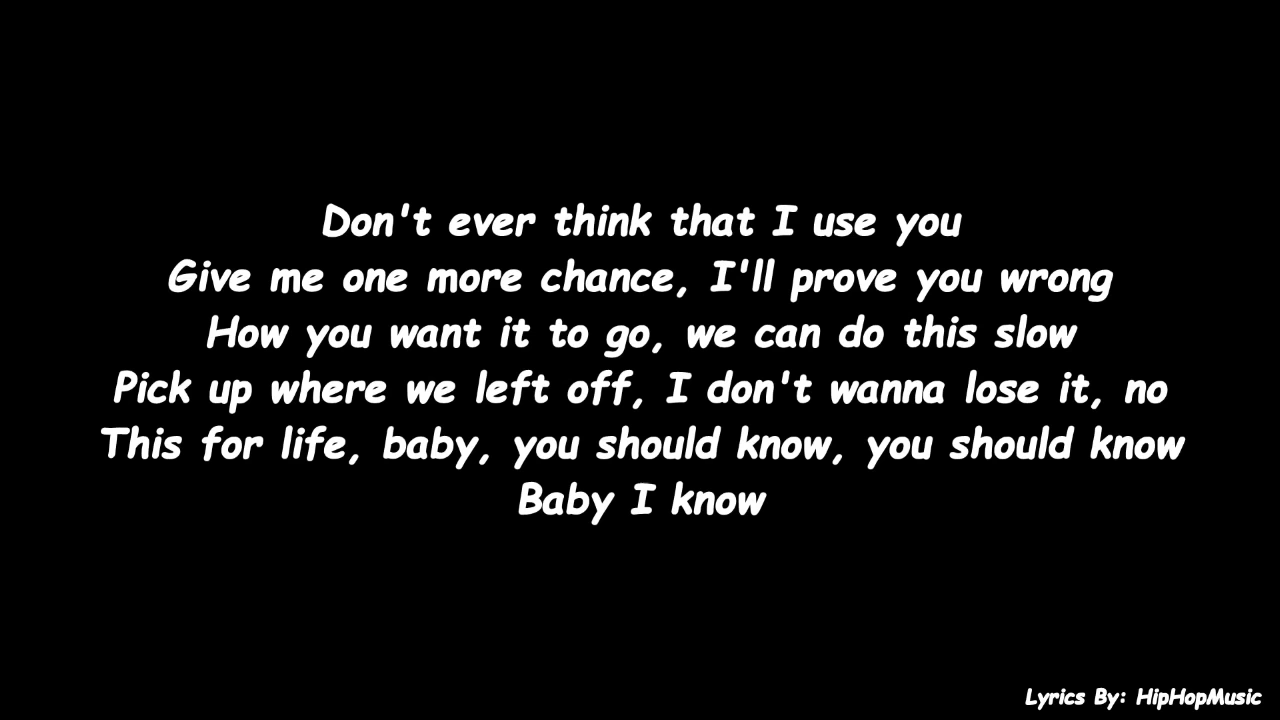 Don't ever think that I use you
Give me one more chance, I'll prove you wrong
How you want it to go, we can do this slow
Pick up where we left off, I don't wanna lose it, no
This for life, baby, you should know, you should know
Baby I know
Lyrics By: HipHopMusic